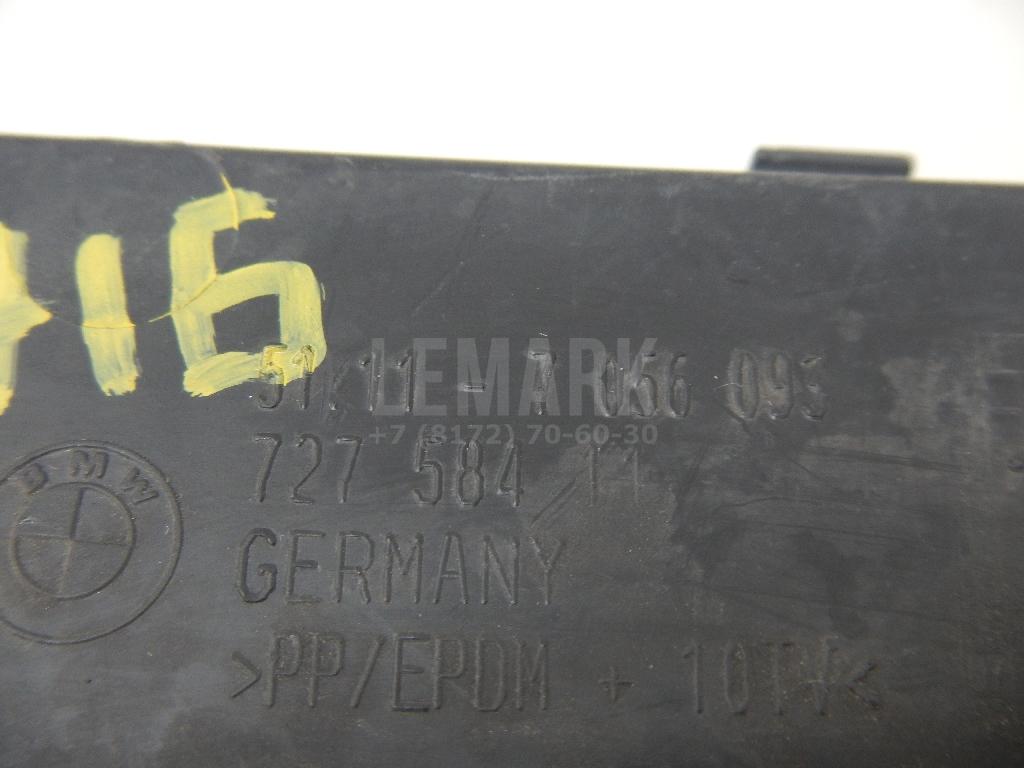 16
LEMARK
51.11 - 7 056 093
+7 (8172) 70-60-30
727 584 11
BMW
GERMANY
>PP/EPDM + 10TV<